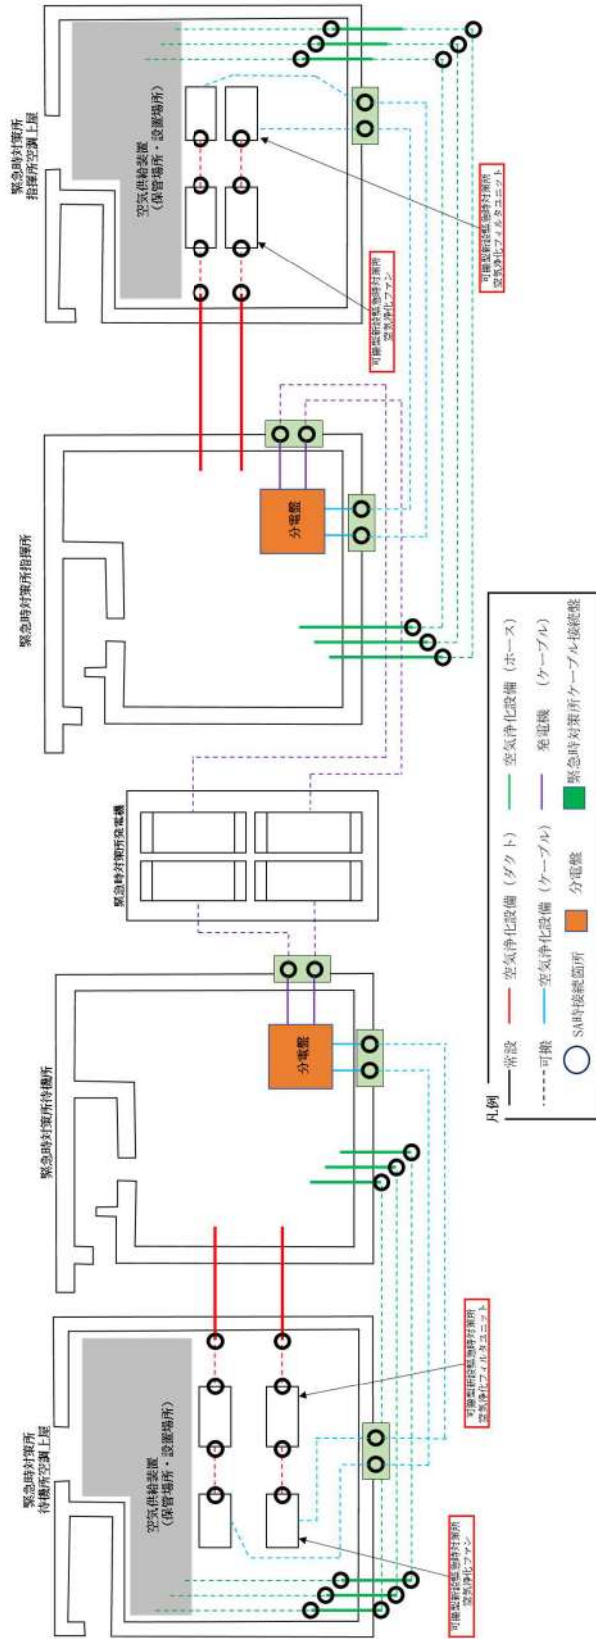 緊急時対策所
待機所空調上屋
空気供給装置
(保管場所・設置場所)
可搬型新設緊急時対策所
空気浄化ファン
可搬型新設緊急時対策所
空気浄化フィルタユニット
緊急時対策所待機所
分電盤
緊急時対策所発電機
緊急時対策所指揮所
分電盤
緊急時対策所
指揮所空調上屋
空気供給装置
(保管場所・設置場所)
可搬型新設緊急時対策所
空気浄化ファン
可搬型新設緊急時対策所
空気浄化フィルタユニット
凡例
常設 空気浄化設備（ダクト） 空気浄化設備（ホース）
可搬 空気浄化設備（ケーブル） 発電機 （ケーブル）
SA時接続箇所 分電盤 緊急時対策所ケーブル接続盤